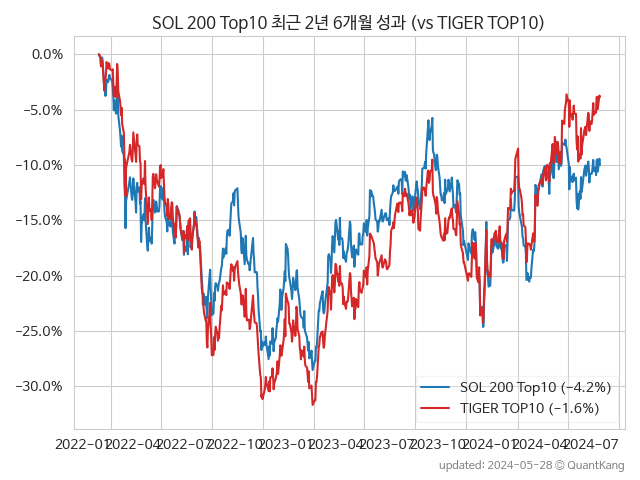 SOL 200 Top10 최근 2년 6개월 성과 (vs TIGER TOP10)
0.0%
−5.0%
−10.0%
−15.0%
−20.0%
−25.0%
−30.0%
SOL 200 Top10 (−4.2%)
TIGER TOP10 (−1.6%)
2022-01 2022-04 2022-07 2022-10 2023-01 2023-04 2023-07 2023-10 2024-01 2024-04 2024-07
updated: 2024-05-28 © QuantKang